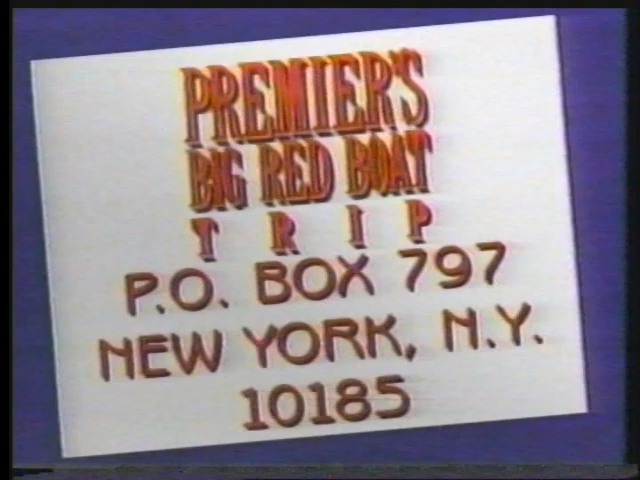 PREMIER'S
BIG RED BOAT
TRIP
P.O. BOX 797
NEW YORK, N.Y.
10185